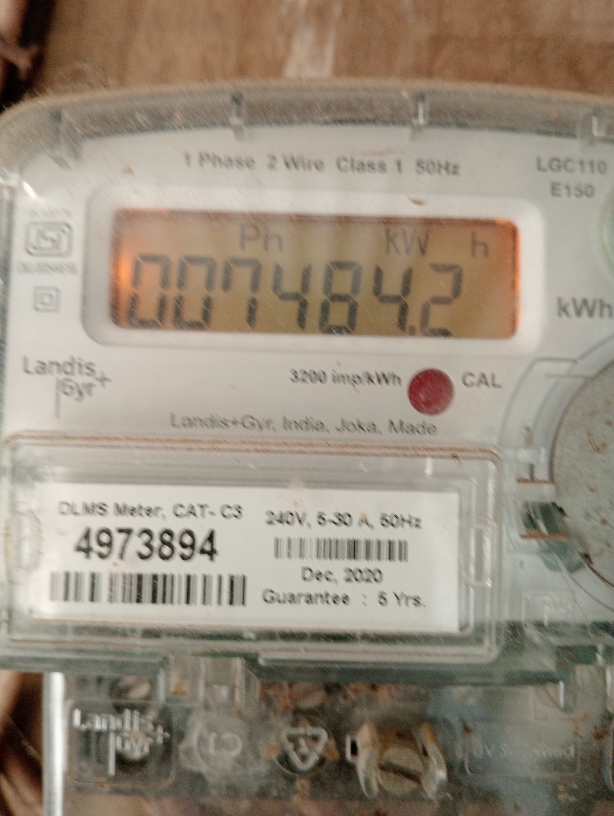 1 Phase 2 Wire Class 1 50Hz
LGC110
E150
Ph kW h
007484.2
kWh
Landis
Gyr+
3200 imp/kWh
CAL
Landis+Gyr, India, Joka, Made
DLMS Meter, CAT- C3
4973894
240V, 5-30 A, 50Hz
Dec, 2020
Guarantee : 5 Yrs.
Landis
Gyr+